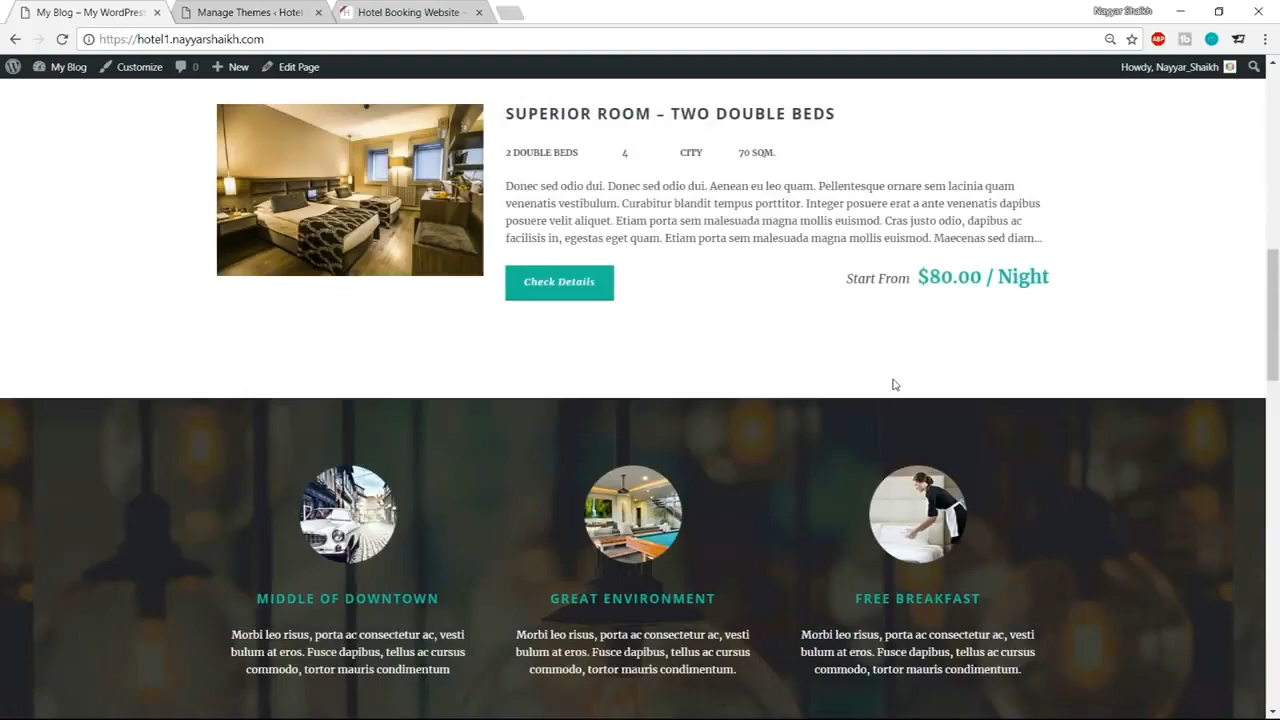 My Blog – My WordPres
Manage Themes ‹ Hotel
Hotel Booking Website –
Nayyar Shaikh
https://hotel1.nayyarshaikh.com
ABP
My Blog
Customize
0
New
Edit Page
Howdy, Nayyar_Shaikh
SUPERIOR ROOM – TWO DOUBLE BEDS
2 DOUBLE BEDS 4 CITY 70 SQM.
Donec sed odio dui. Donec sed odio dui. Aenean eu leo quam. Pellentesque ornare sem lacinia quam
venenatis vestibulum. Curabitur blandit tempus porttitor. Integer posuere erat a ante venenatis dapibus
posuere velit aliquet. Etiam porta sem malesuada magna mollis euismod. Cras justo odio, dapibus ac
facilisis in, egestas eget quam. Etiam porta sem malesuada magna mollis euismod. Maecenas sed diam...
Check Details
Start From $80.00 / Night
MIDDLE OF DOWNTOWN
Morbi leo risus, porta ac consectetur ac, vesti
bulum at eros. Fusce dapibus, tellus ac cursus
commodo, tortor mauris condimentum
GREAT ENVIRONMENT
Morbi leo risus, porta ac consectetur ac, vesti
bulum at eros. Fusce dapibus, tellus ac cursus
commodo, tortor mauris condimentum.
FREE BREAKFAST
Morbi leo risus, porta ac consectetur ac, vesti
bulum at eros. Fusce dapibus, tellus ac cursus
commodo, tortor mauris condimentum.